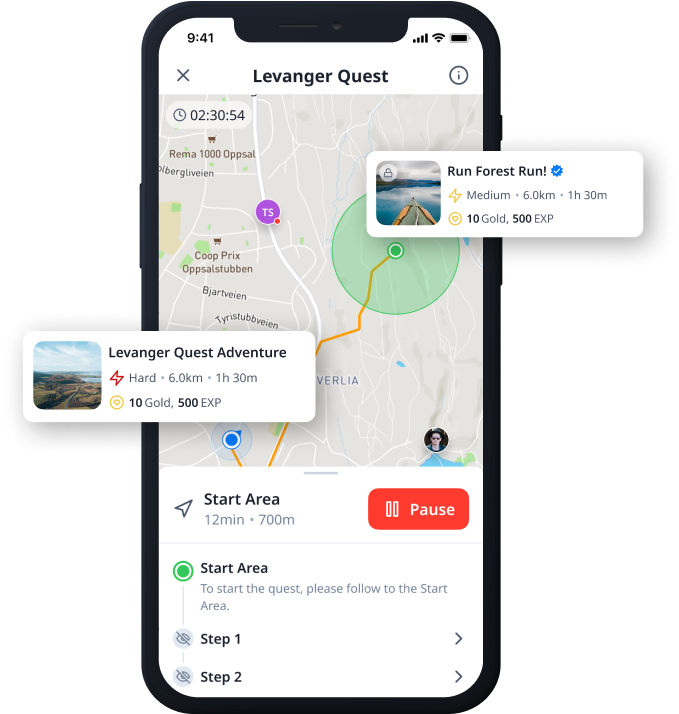 9:41
Levanger Quest
02:30:54
Rema 1000 Oppsal
olbergliveien
Run Forest Run!
Medium • 6.0km • 1h 30m
10 Gold, 500 EXP
TS
Coop Prix
Oppsalstubben
Bjartveien
Tyristubbveien
Levanger Quest Adventure
Hard • 6.0km • 1h 30m
10 Gold, 500 EXP
VERLIA
Start Area
12min • 700m
Pause
Start Area
To start the quest, please follow to the Start
Area.
Step 1
Step 2